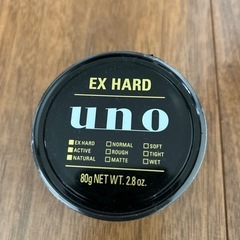 EX HARD
uno
■EX HARD □NORMAL □SOFT
■ACTIVE □ROUGH □TIGHT
■NATURAL □MATTE □WET
80g NET WT. 2.8 oz.